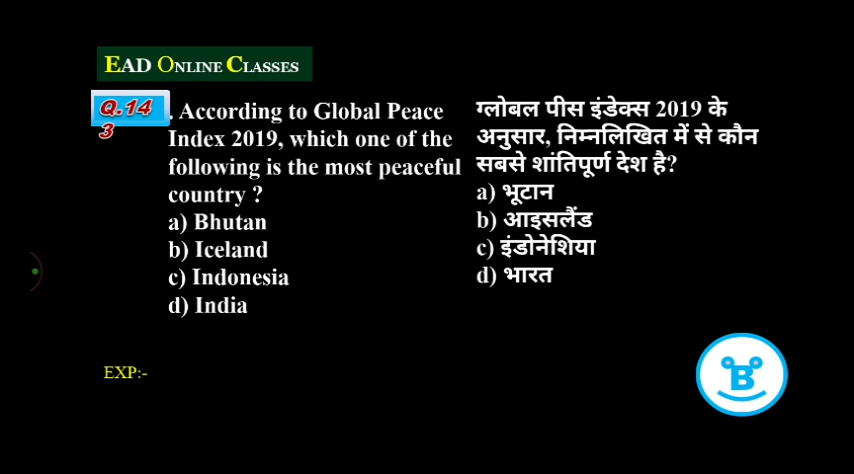 EAD ONLINE CLASSES
Q.14
3
. According to Global Peace
Index 2019, which one of the
following is the most peaceful
country ?
a) Bhutan
b) Iceland
c) Indonesia
d) India
ग्लोबल पीस इंडेक्स 2019 के
अनुसार, निम्नलिखित में से कौन
सबसे शांतिपूर्ण देश है?
a) भूटान
b) आइसलैंड
c) इंडोनेशिया
d) भारत
EXP:-
B